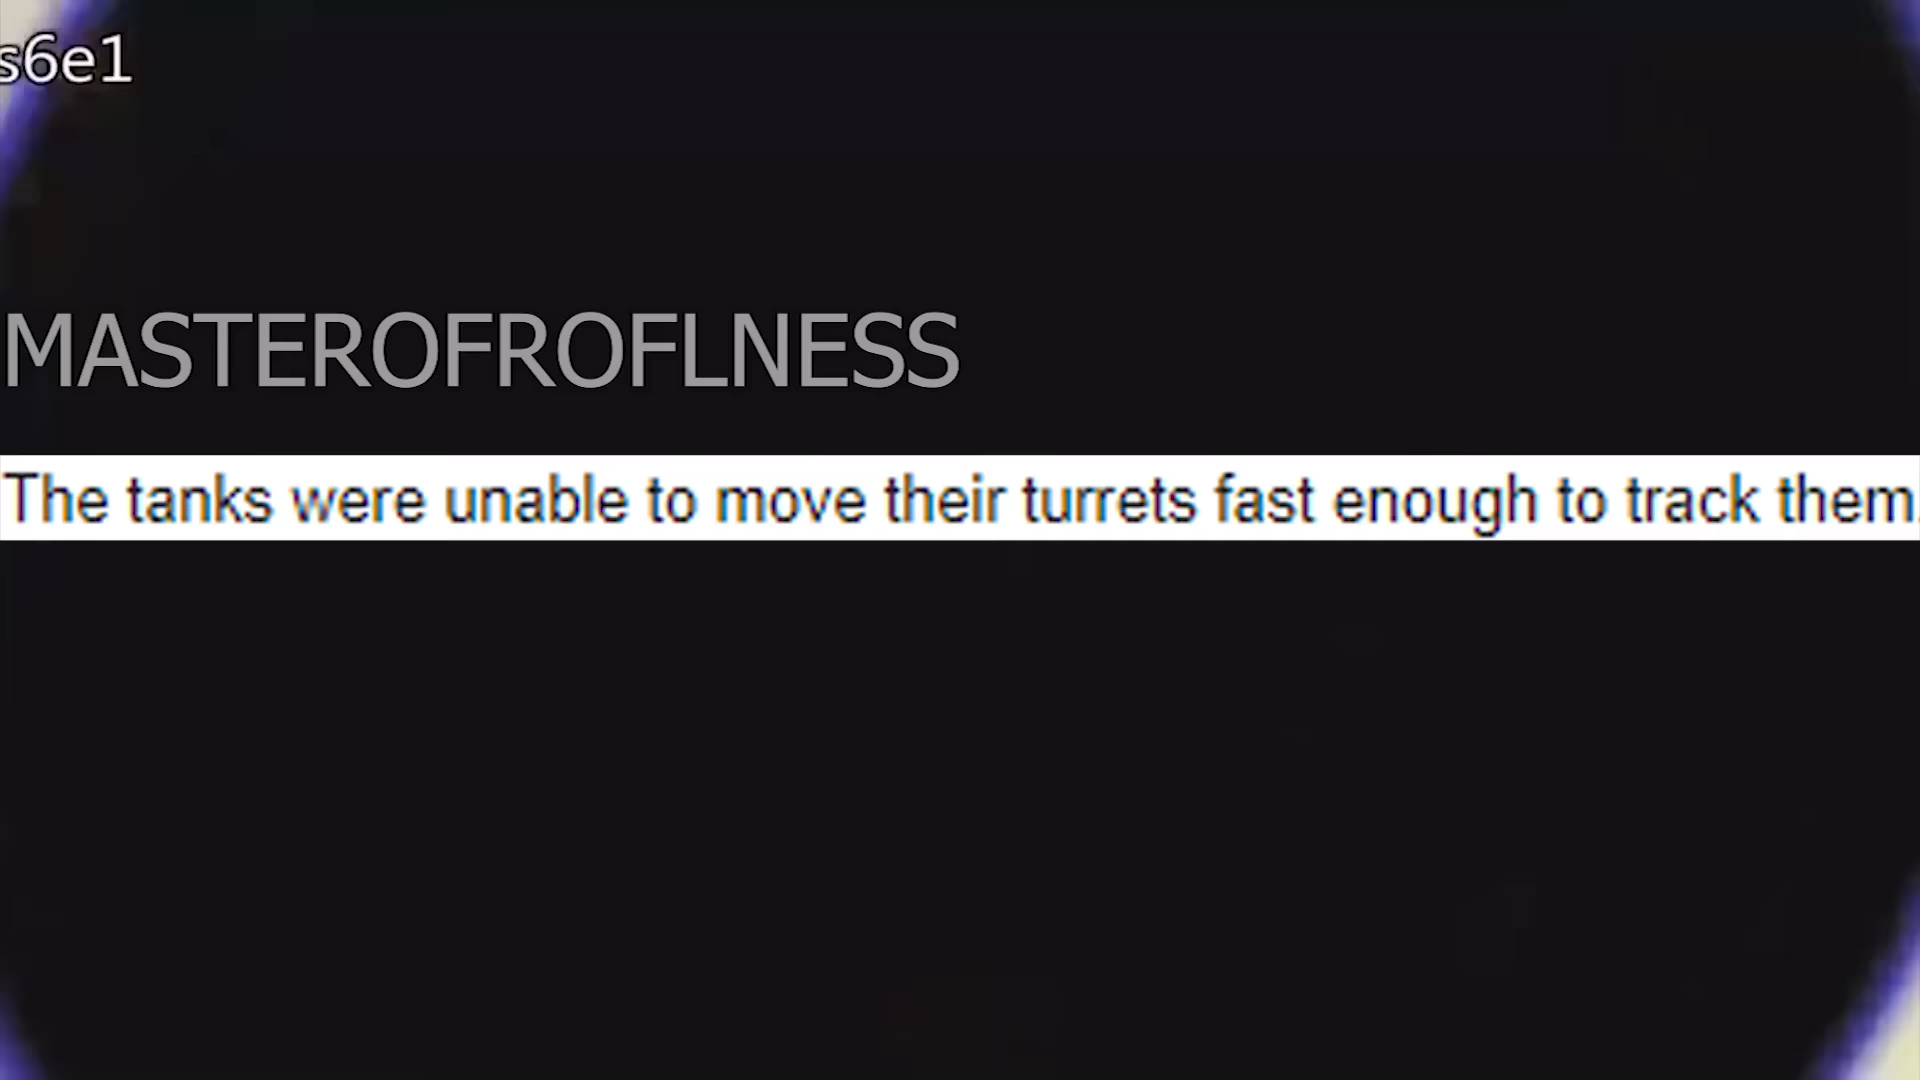 s6e1
MASTEROFROFLNESS
The tanks were unable to move their turrets fast enough to track them.